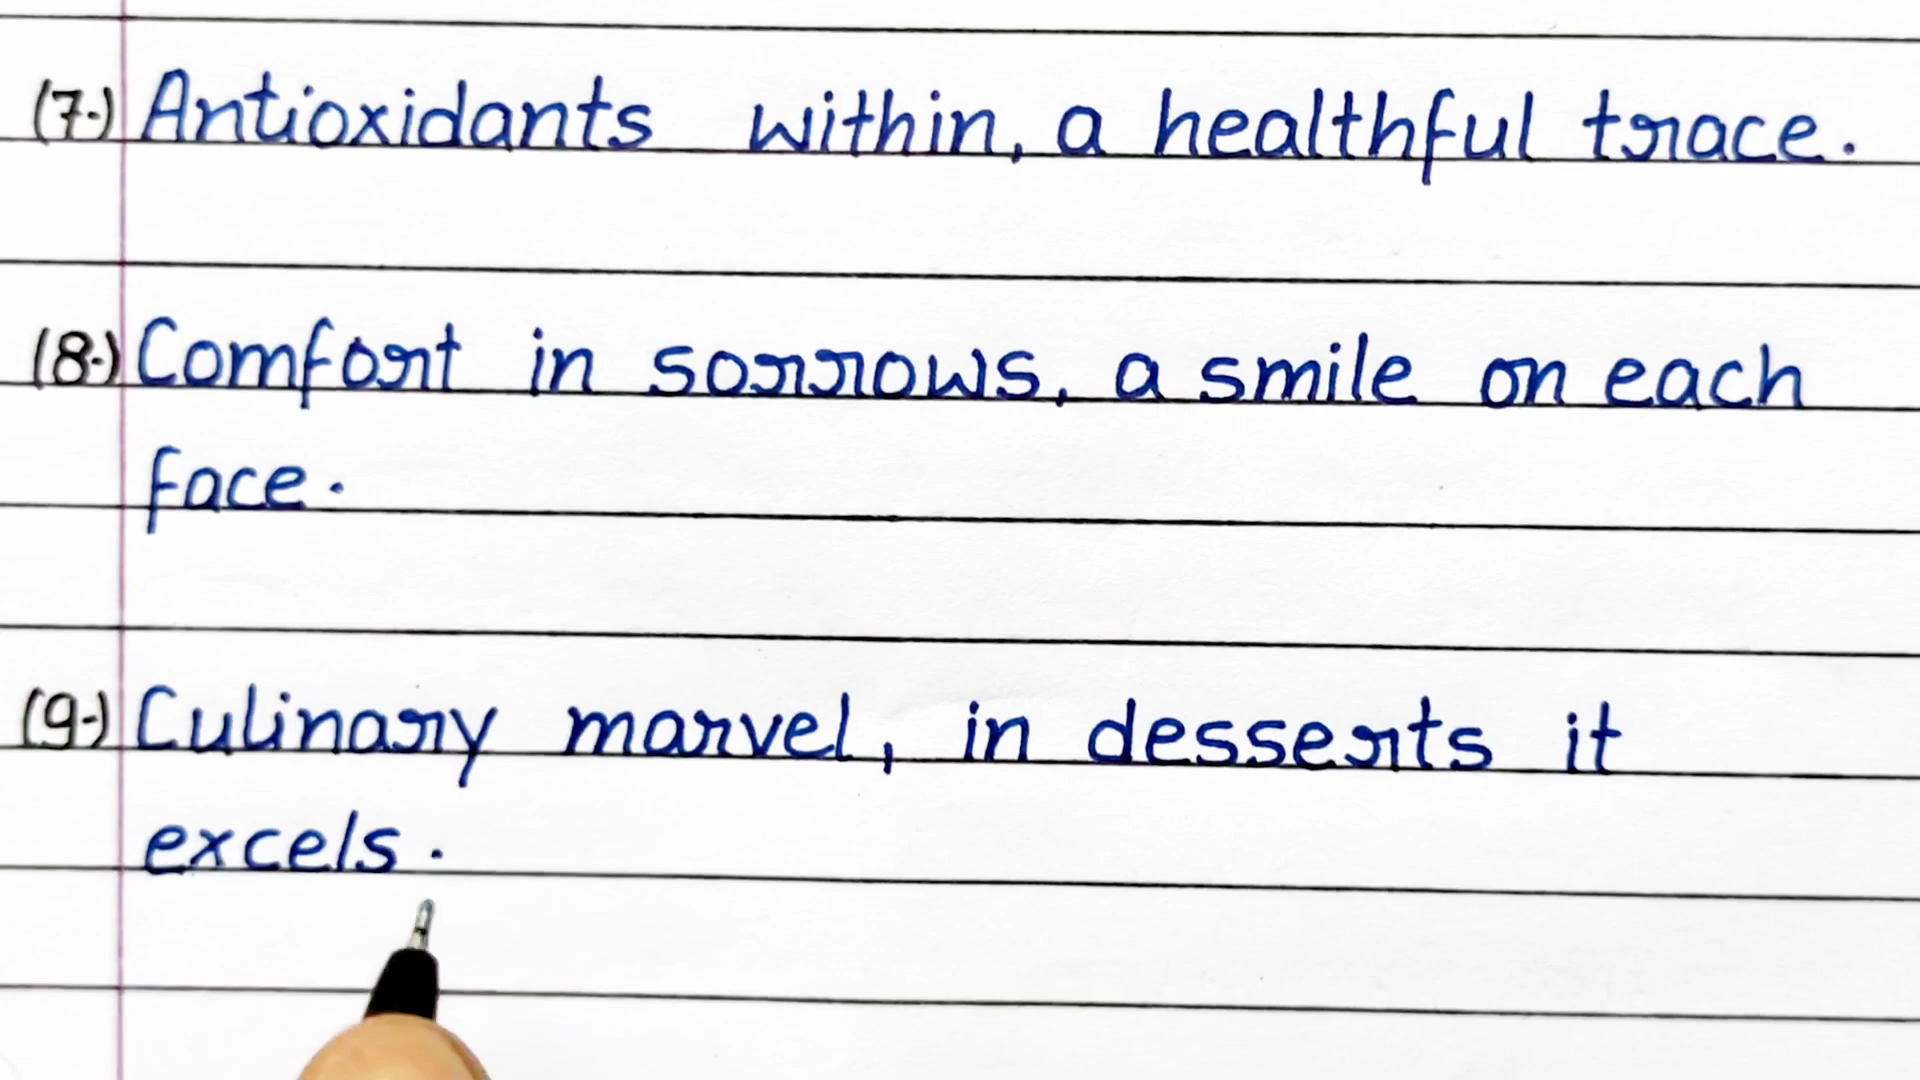 (7.) Antioxidants within, a healthful trace.
(8.) Comfort in sorrows, a smile on each
face.
(9.) Culinary marvel, in desserts it
excels.